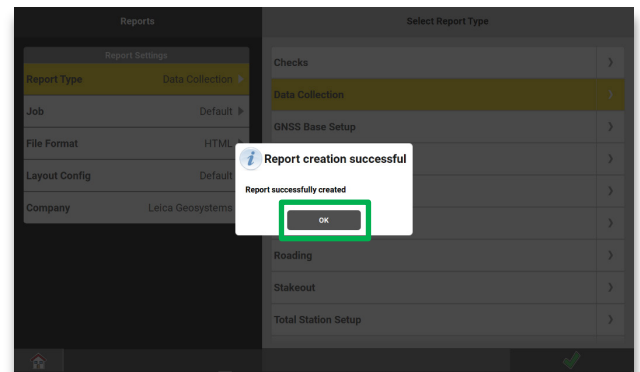 Reports
Select Report Type
Report Settings
Report Type Data Collection
Job Default
File Format HTML
Layout Config Default
Company Leica Geosystems
Checks
Data Collection
GNSS Base Setup
Roading
Stakeout
Total Station Setup
Report creation successful
Report successfully created
OK